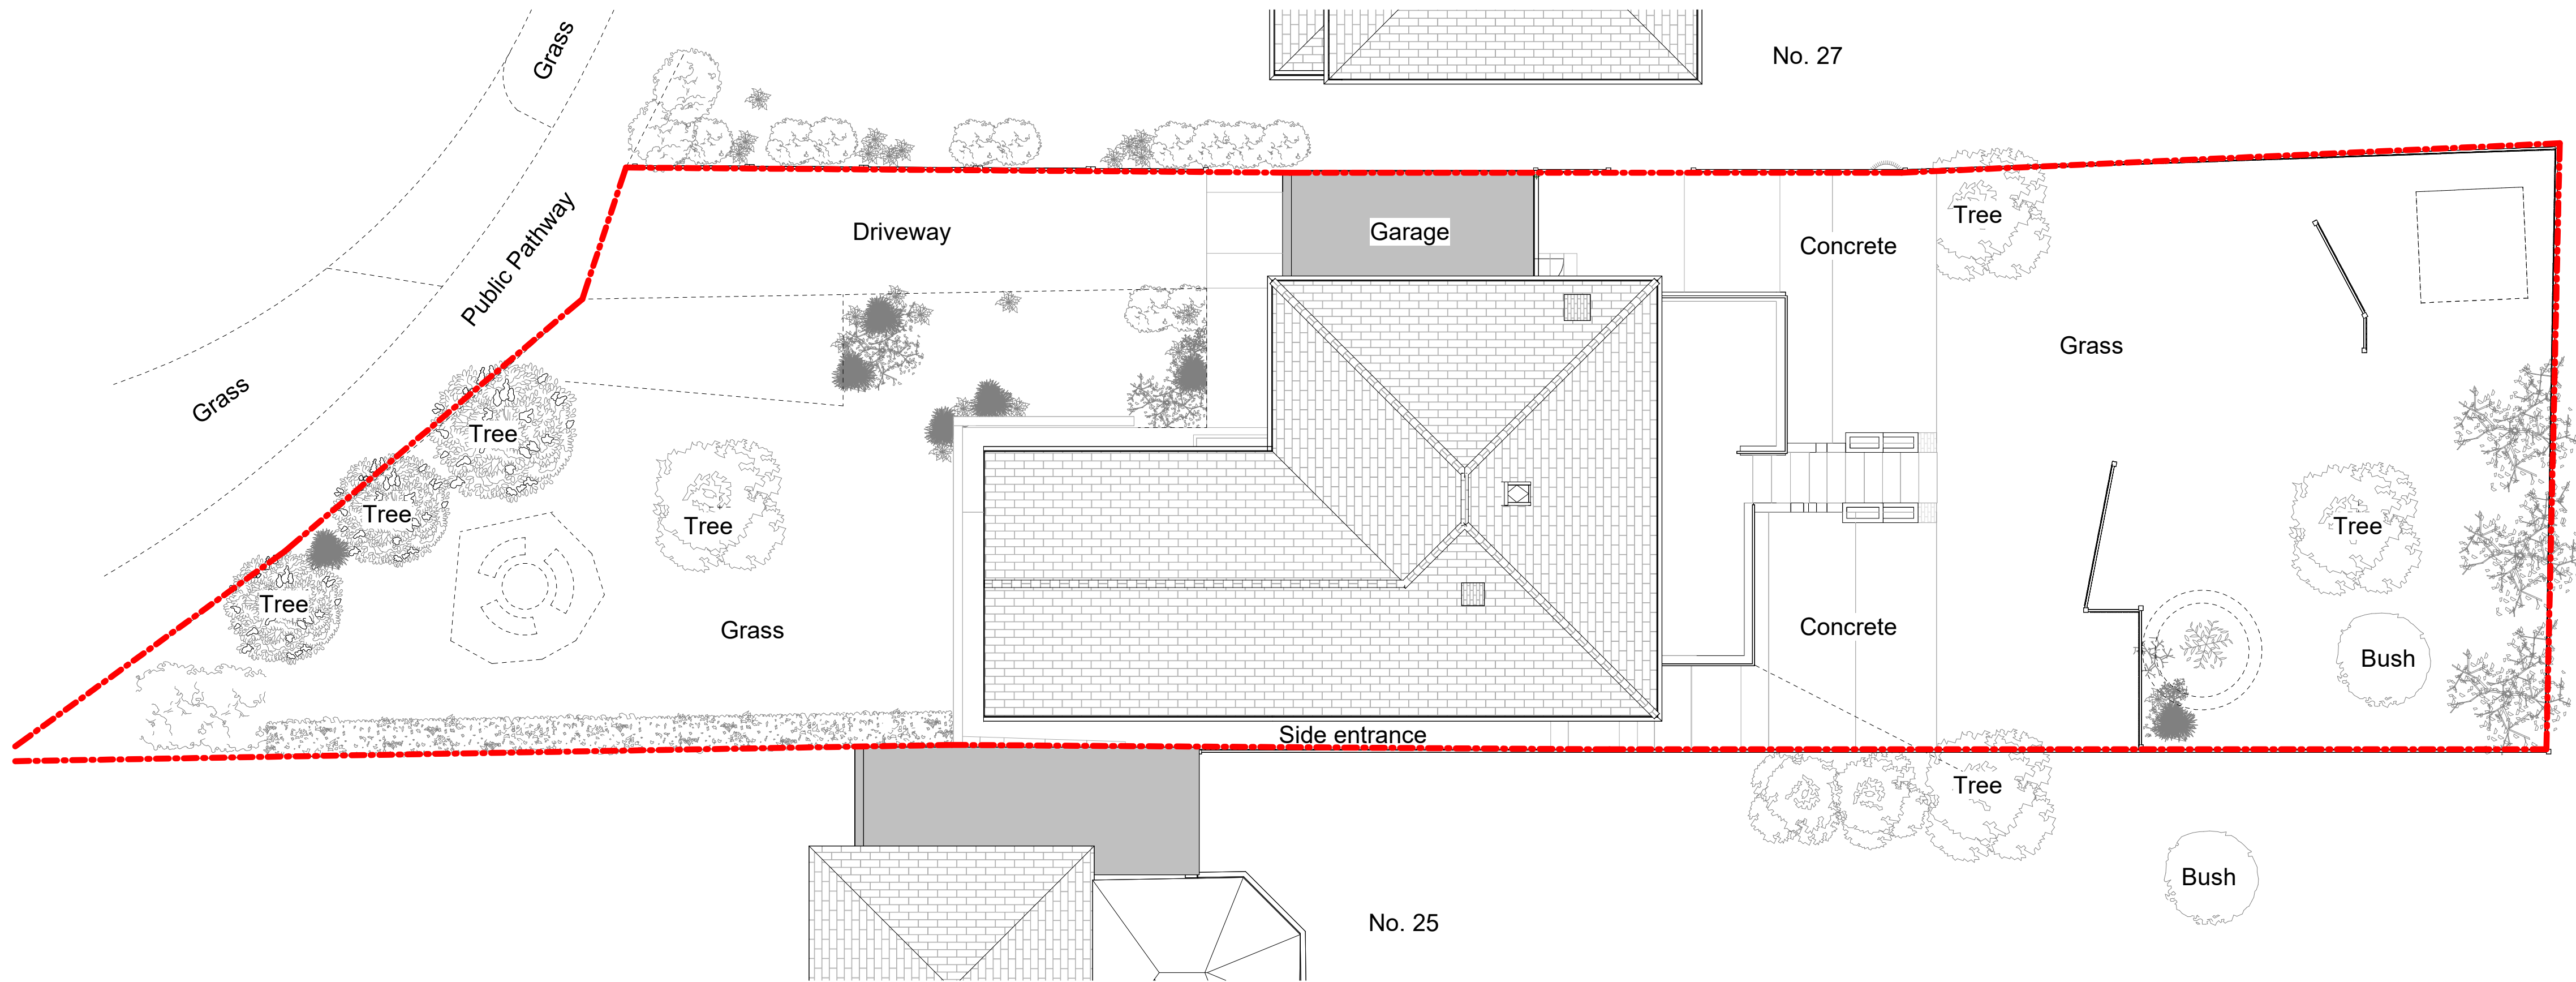 Grass
No. 27
Public Pathway
Driveway
Garage
Concrete
Tree
Grass
Grass
Tree
Tree
Tree
Tree
Tree
Grass
Concrete
Bush
Side entrance
Tree
Bush
No. 25